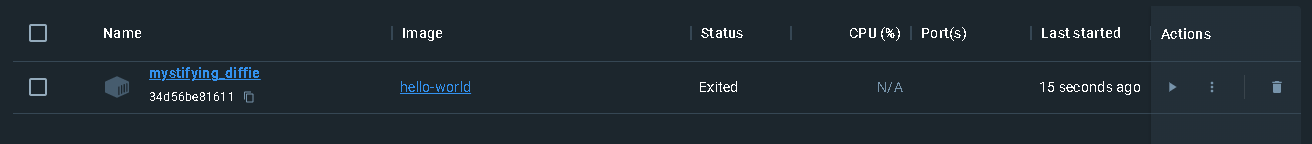 Name Image Status CPU (%) Port(s) Last started Actions
mystifying_diffie
34d56be81611
hello-world Exited N/A 15 seconds ago